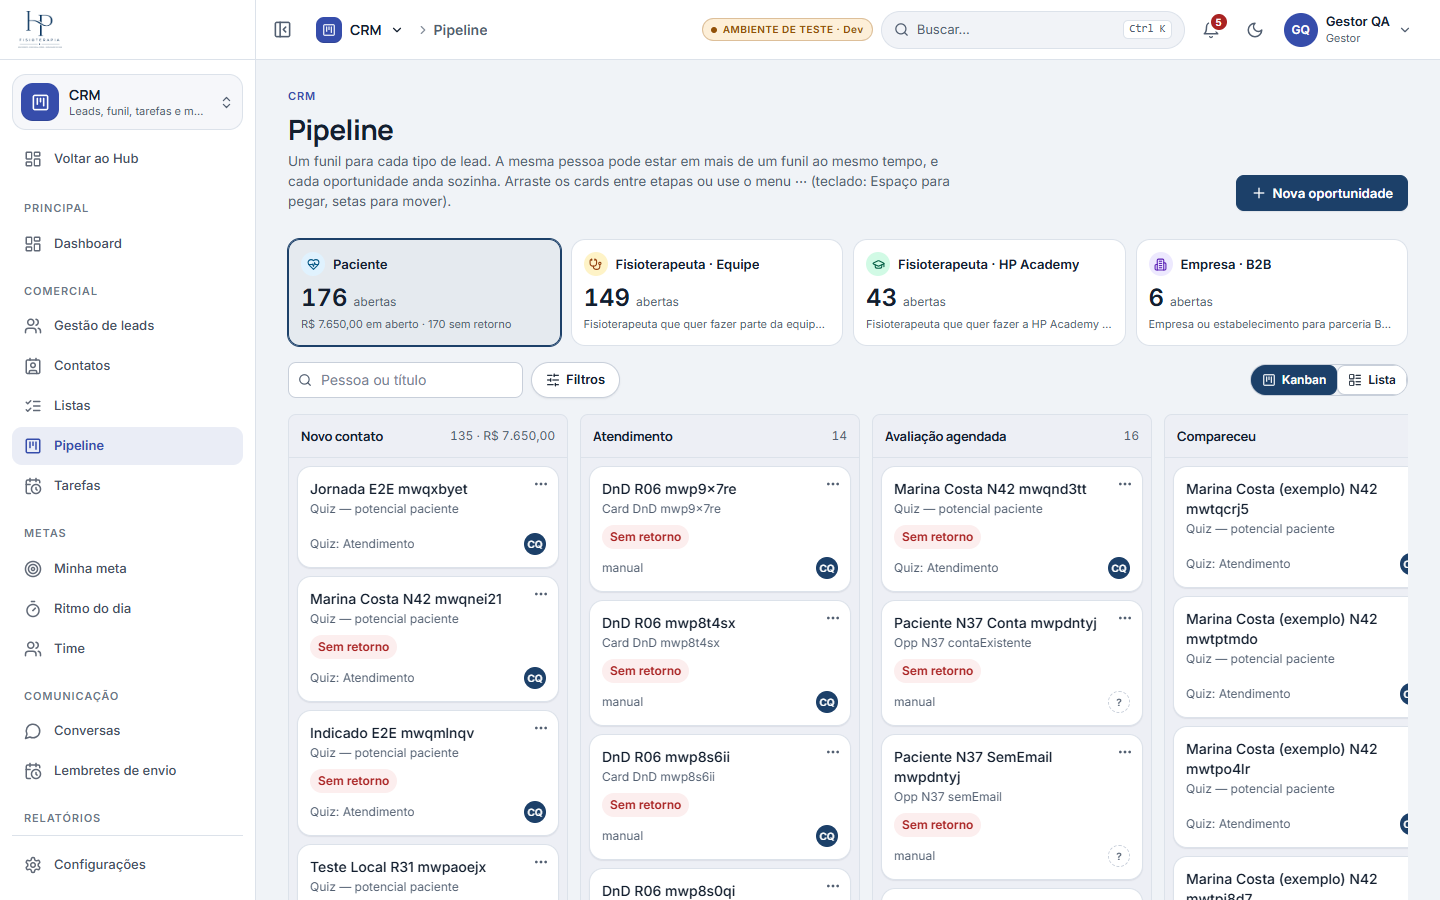 hp
FISIOTERAPIA
CRM
Pipeline
AMBIENTE DE TESTE · Dev
Buscar...
Ctrl K
5
GQ
Gestor QA
Gestor
CRM
Leads, funil, tarefas e m...
Voltar ao Hub
PRINCIPAL
Dashboard
COMERCIAL
Gestão de leads
Contatos
Listas
Pipeline
Tarefas
METAS
Minha meta
Ritmo do dia
Time
COMUNICAÇÃO
Conversas
Lembretes de envio
RELATÓRIOS
Configurações
CRM
Pipeline
Um funil para cada tipo de lead. A mesma pessoa pode estar em mais de um funil ao mesmo tempo, e
cada oportunidade anda sozinha. Arraste os cards entre etapas ou use o menu ··· (teclado: Espaço para
pegar, setas para mover).
Nova oportunidade
Paciente
176 abertas
R$ 7.650,00 em aberto · 170 sem retorno
Fisioterapeuta · Equipe
149 abertas
Fisioterapeuta que quer fazer parte da equip...
Fisioterapeuta · HP Academy
43 abertas
Fisioterapeuta que quer fazer a HP Academy ...
Empresa · B2B
6 abertas
Empresa ou estabelecimento para parceria B...
Pessoa ou título
Filtros
Kanban
Lista
Novo contato
135 · R$ 7.650,00
Jornada E2E mwqxbyet
Quiz — potencial paciente
Quiz: Atendimento
CQ
Marina Costa N42 mwqnei21
Quiz — potencial paciente
Sem retorno
Quiz: Atendimento
CQ
Indicado E2E mwqmlnqv
Quiz — potencial paciente
Sem retorno
Quiz: Atendimento
CQ
Teste Local R31 mwpaoejx
Quiz — potencial paciente
Atendimento
14
DnD R06 mwp9x7re
Card DnD mwp9x7re
Sem retorno
manual
CQ
DnD R06 mwp8t4sx
Card DnD mwp8t4sx
Sem retorno
manual
CQ
DnD R06 mwp8s6ii
Card DnD mwp8s6ii
Sem retorno
manual
CQ
DnD R06 mwp8s0qi
Avaliação agendada
16
Marina Costa N42 mwqnd3tt
Quiz — potencial paciente
Sem retorno
Quiz: Atendimento
CQ
Paciente N37 Conta mwpdntyj
Opp N37 contaExistente
Sem retorno
manual
?
Paciente N37 SemEmail
mwpdntyj
Opp N37 semEmail
Sem retorno
manual
?
Compareceu
Marina Costa (exemplo) N42
mwtqcrj5
Quiz — potencial paciente
Quiz: Atendimento
Marina Costa (exemplo) N42
mwtptmdo
Quiz — potencial paciente
Quiz: Atendimento
Marina Costa (exemplo) N42
mwtpo4lr
Quiz — potencial paciente
Quiz: Atendimento
Marina Costa (exemplo) N42